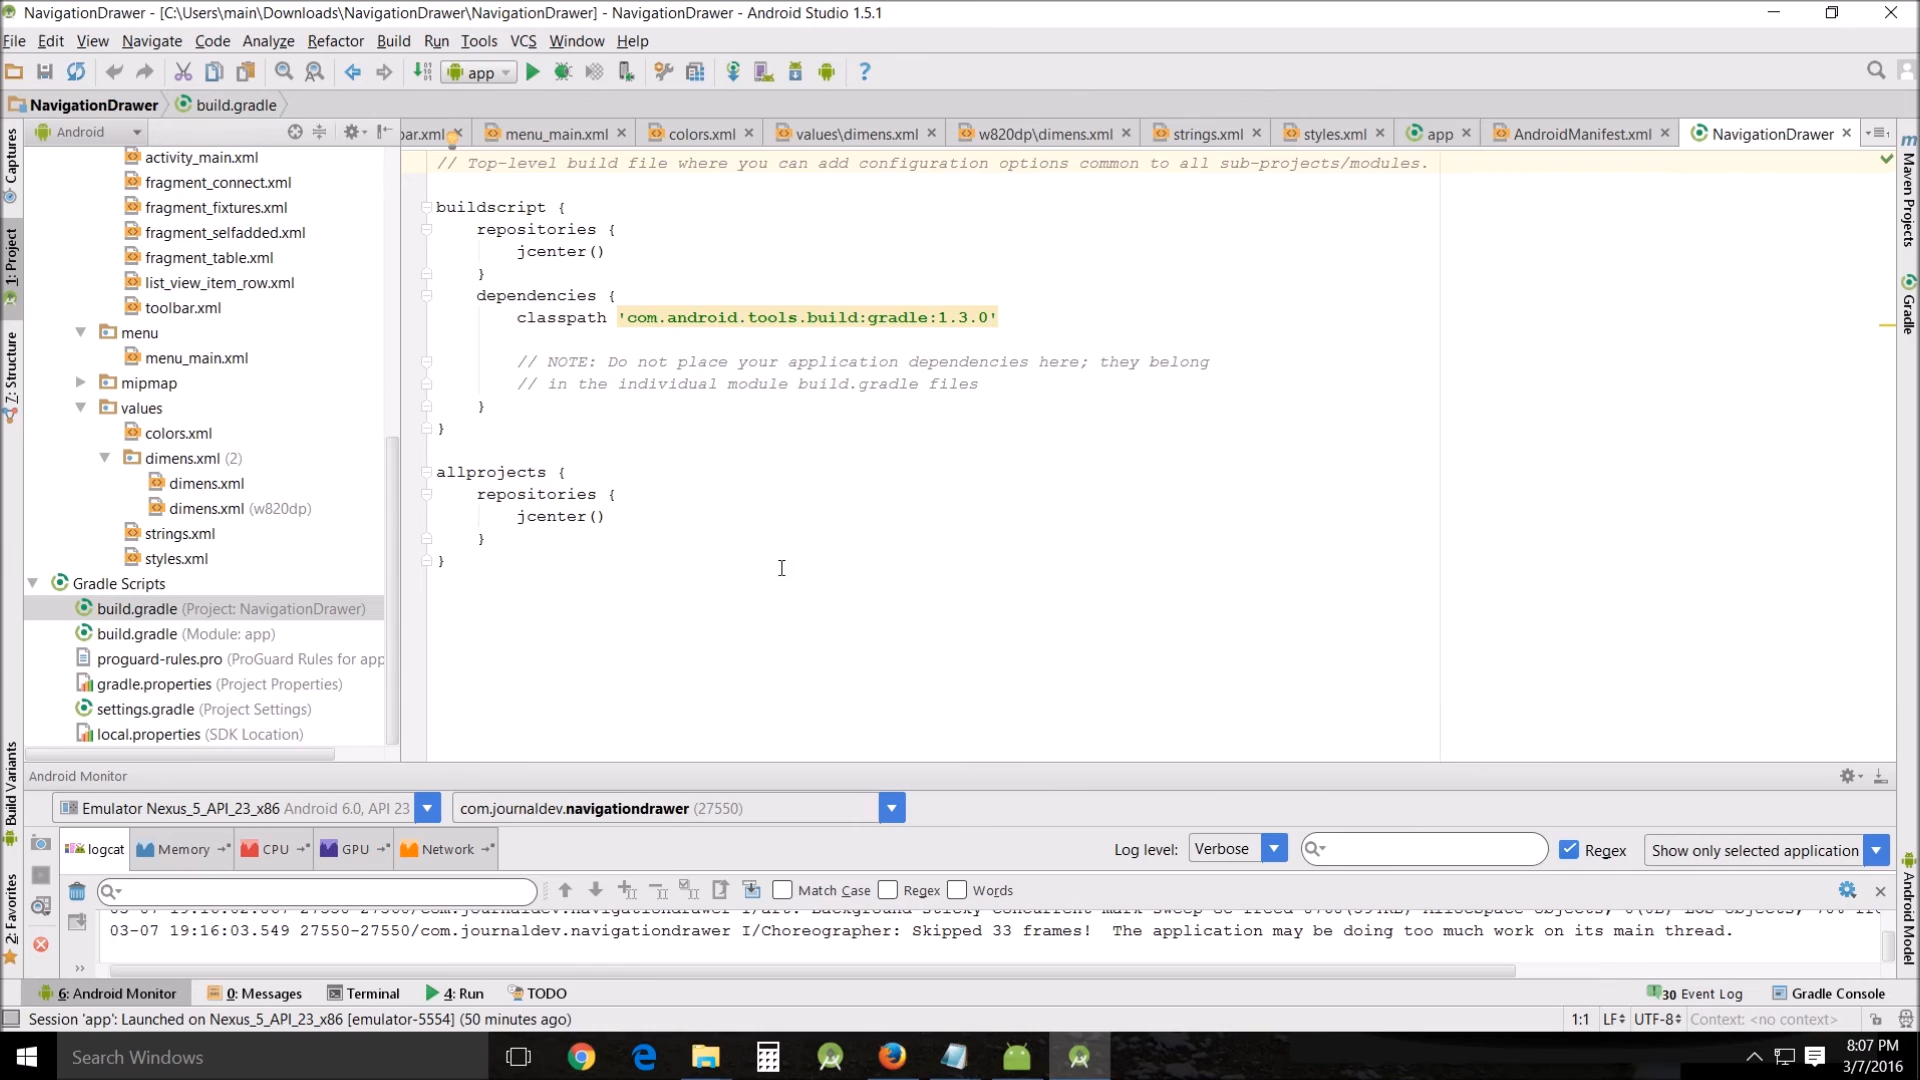 NavigationDrawer - [C:\Users\main\Downloads\NavigationDrawer\NavigationDrawer] - NavigationDrawer - Android Studio 1.5.1
File Edit View Navigate Code Analyze Refactor Build Run Tools VCS Window Help
app
NavigationDrawer build.gradle
Android
bar.xml menu_main.xml colors.xml values\dimens.xml w820dp\dimens.xml strings.xml styles.xml app AndroidManifest.xml NavigationDrawer
Captures
1: Project
7: Structure
Build Variants
2: Favorites
activity_main.xml
fragment_connect.xml
fragment_fixtures.xml
fragment_selfadded.xml
fragment_table.xml
list_view_item_row.xml
toolbar.xml
menu
menu_main.xml
mipmap
values
colors.xml
dimens.xml (2)
dimens.xml
dimens.xml (w820dp)
strings.xml
styles.xml
Gradle Scripts
build.gradle (Project: NavigationDrawer)
build.gradle (Module: app)
proguard-rules.pro (ProGuard Rules for app
gradle.properties (Project Properties)
settings.gradle (Project Settings)
local.properties (SDK Location)
// Top-level build file where you can add configuration options common to all sub-projects/modules.
buildscript {
repositories {
jcenter()
}
dependencies {
classpath 'com.android.tools.build:gradle:1.3.0'
// NOTE: Do not place your application dependencies here; they belong
// in the individual module build.gradle files
}
}
allprojects {
repositories {
jcenter()
}
}
Maven Projects
Gradle
Android Model
Android Monitor
Emulator Nexus_5_API_23_x86 Android 6.0, API 23 com.journaldev.navigationdrawer (27550)
logcat Memory CPU GPU Network Log level: Verbose Regex Show only selected application
Match Case Regex Words
03-07 19:16:03.549 27550-27550/com.journaldev.navigationdrawer I/Choreographer: Skipped 33 frames! The application may be doing too much work on its main thread.
6: Android Monitor 0: Messages Terminal 4: Run TODO 30 Event Log Gradle Console
Session 'app': Launched on Nexus_5_API_23_x86 [emulator-5554] (50 minutes ago) 1:1 LF UTF-8 Context: <no context>
Search Windows
8:07 PM
3/7/2016